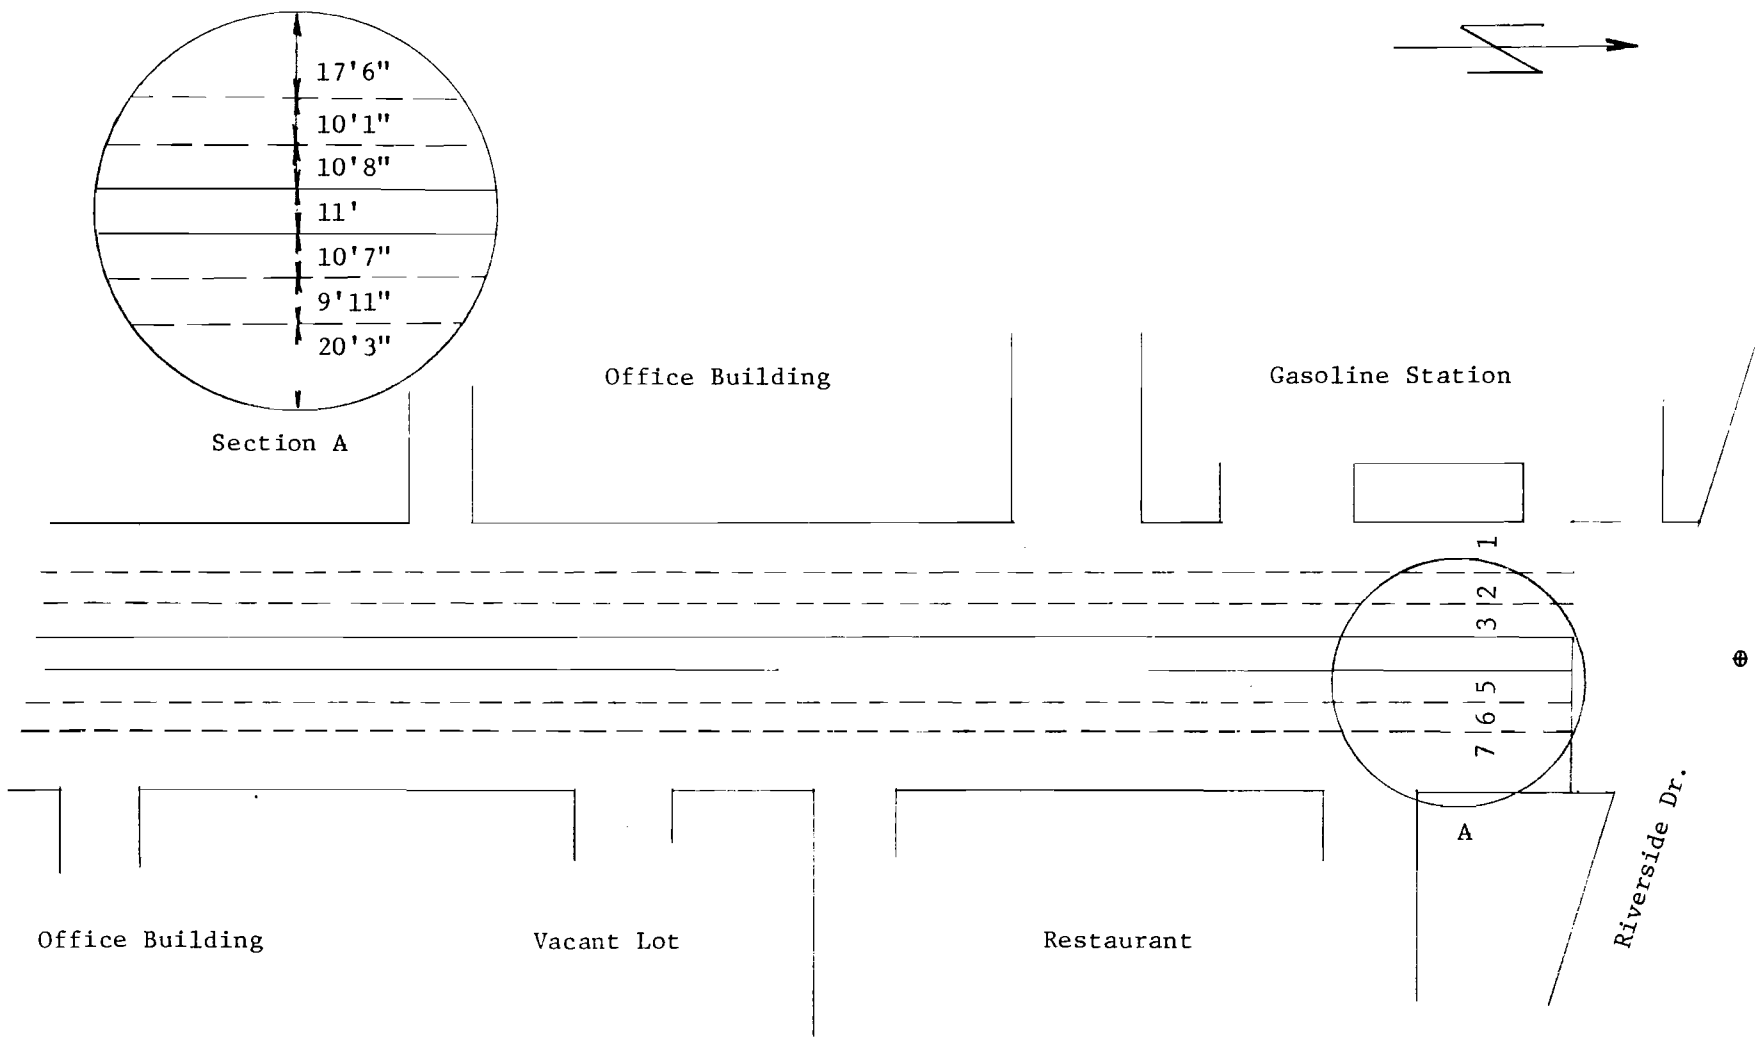 17'6"
10'1"
10'8"
11'
10'7"
9'11"
20'3"
Section A
Office Building
Gasoline Station
1
2
3
5
6
7
A
Riverside Dr.
Office Building
Vacant Lot
Restaurant
N